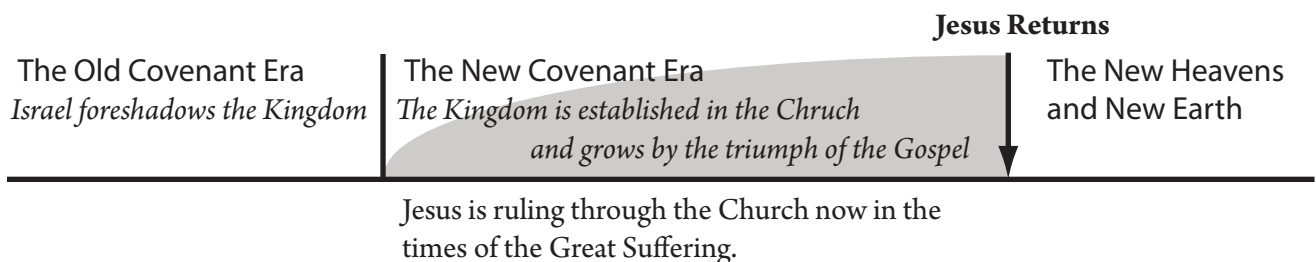 Jesus Returns
The Old Covenant Era
Israel foreshadows the Kingdom
The New Covenant Era
The Kingdom is established in the Chruch
and grows by the triumph of the Gospel
The New Heavens
and New Earth
Jesus is ruling through the Church now in the
times of the Great Suffering.